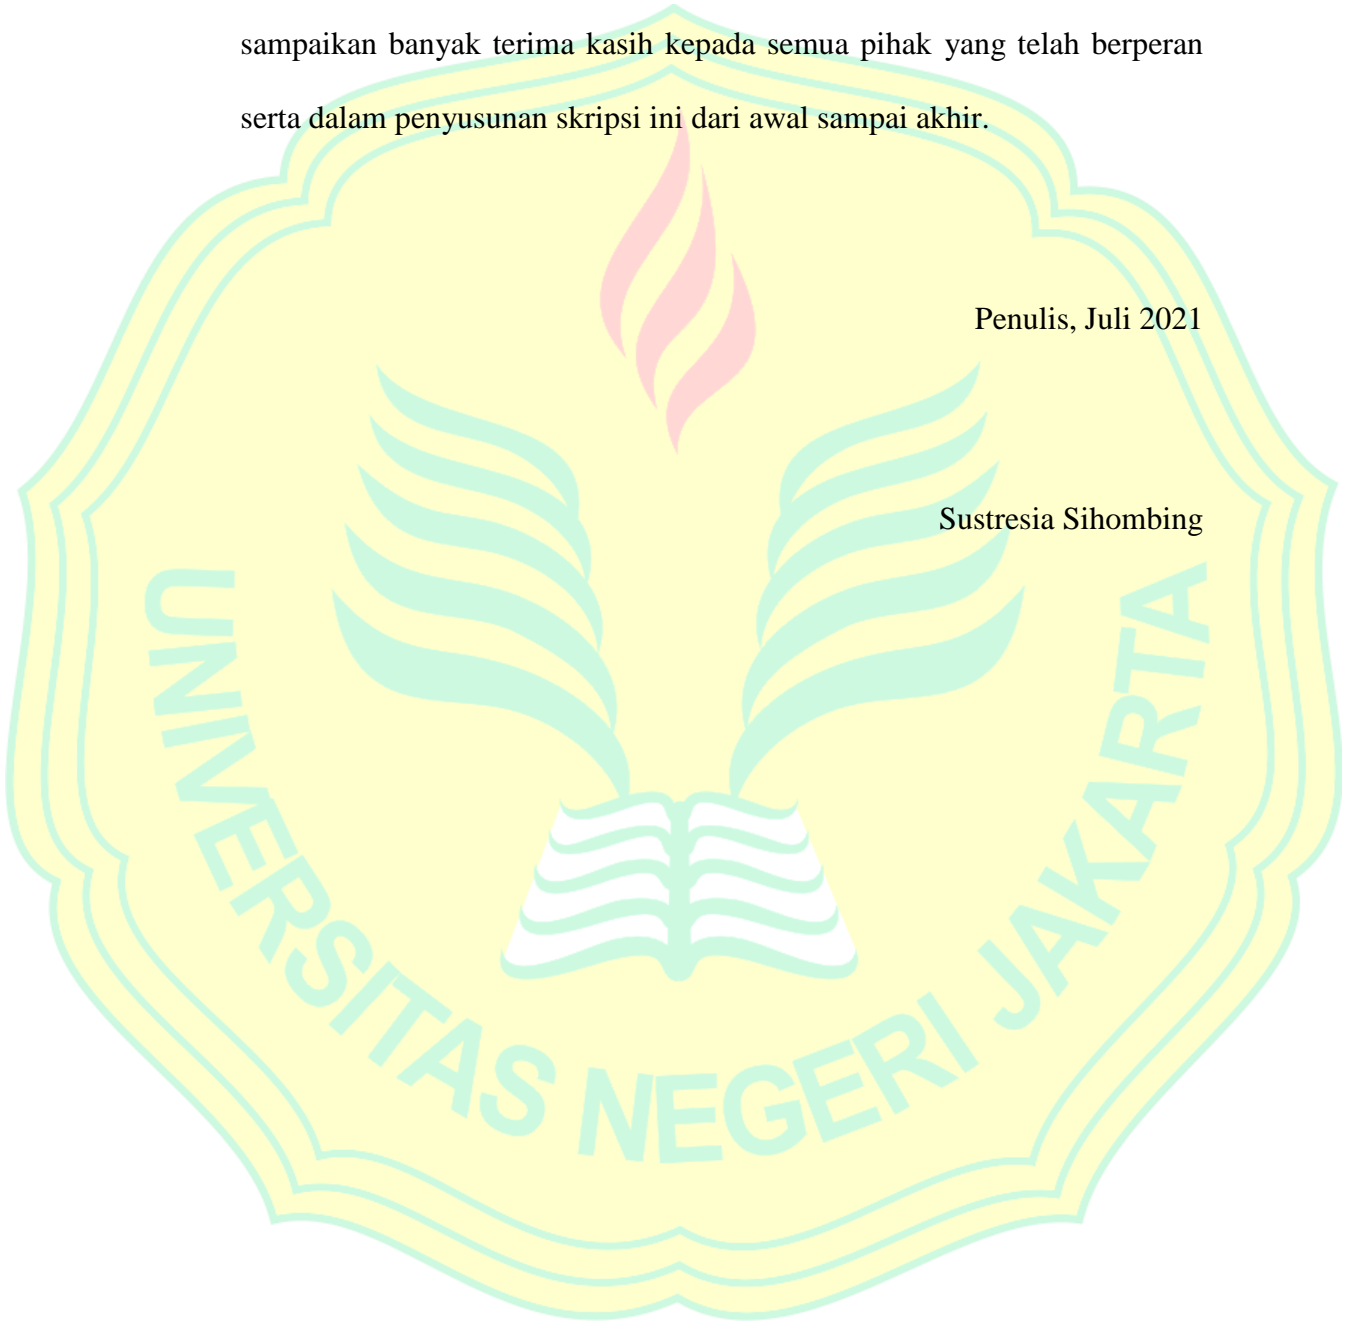 sampaikan banyak terima kasih kepada semua pihak yang telah berperan
serta dalam penyusunan skripsi ini dari awal sampai akhir.
Penulis, Juli 2021
Sustresia Sihombing
UNIVERSITAS NEGERI JAKARTA